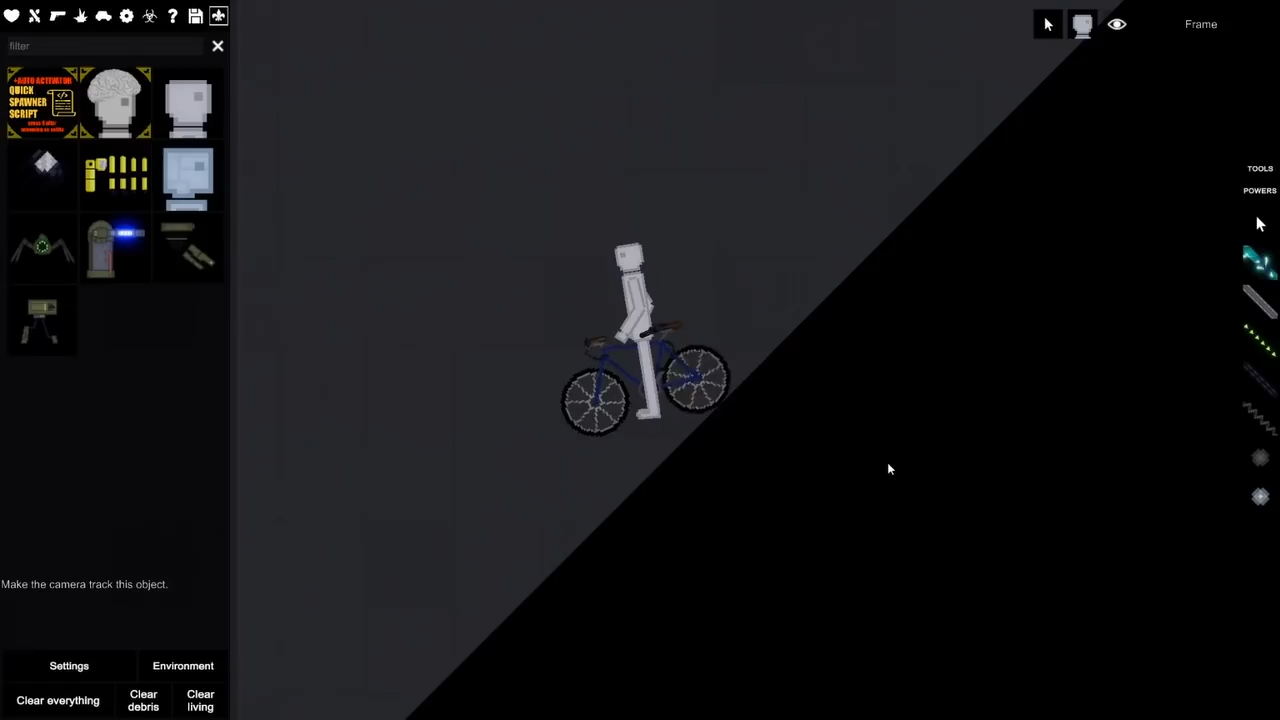 filter
+AUTO ACTIVATOR
QUICK
SPAWNER
SCRIPT
Make the camera track this object.
Settings
Environment
Clear everything
Clear
debris
Clear
living
Frame
TOOLS
POWERS